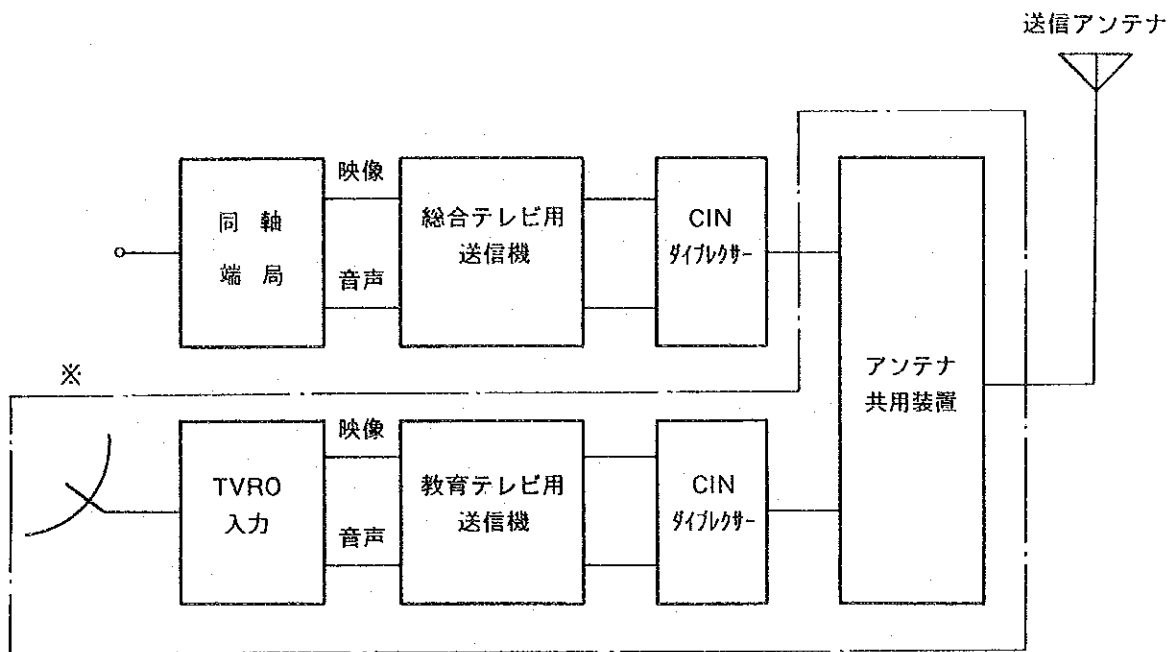 送信アンテナ
同 軸
端 局
映像
音声
総合テレビ用
送信機
CIN
ダイプレクサー
アンテナ
共用装置
※
TVRO
入力
映像
音声
教育テレビ用
送信機
CIN
ダイプレクサー